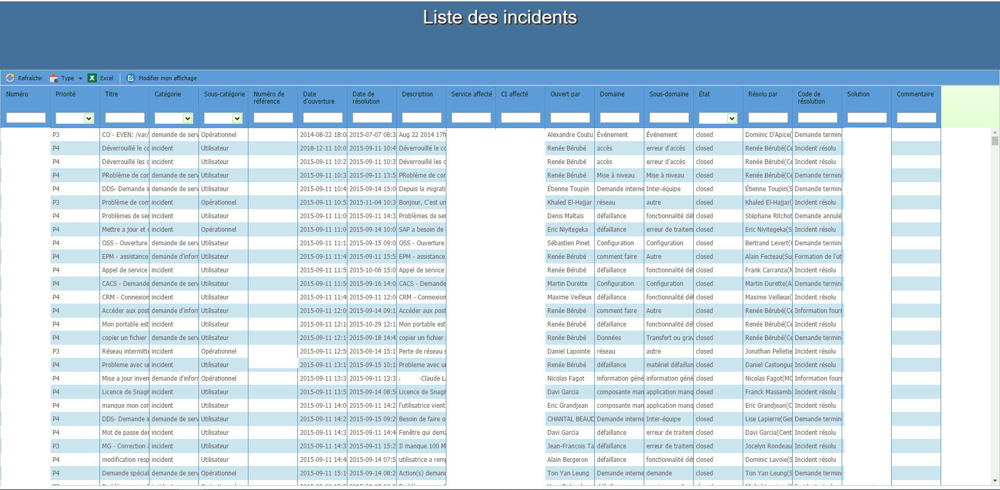 Liste des incidents
Rafraîchir Type Excel Modifier mon affichage
Numéro Priorité Titre Catégorie Sous-catégorie Numéro de référence Date d'ouverture Date de résolution Description Service affecté CI affecté Ouvert par Domaine Sous-domaine État Résolu par Code de résolution Solution Commentaire
P3 CO - EVEN: /var/ demande de serv Opérationnel 2014-08-22 18:0 2015-07-07 08:3 Aug 22 2014 17h Alexandre Coutu Événement Événement closed Dominic D'Apice( Demande termin
P4 Déverrouillé le co incident Utilisateur 2018-12-11 10:0 2015-09-11 10:4 Déverrouillé le co Renée Bérubé accès erreur d'accès closed Renée Bérubé(Ce Incident résolu
P4 Déverrouillé les c incident Utilisateur 2015-09-11 10:2 2015-09-11 10:3 Déverrouillé les c Renée Bérubé accès erreur d'accès closed Renée Bérubé(Ce Incident résolu
P4 PRoblème de cor demande de serv Utilisateur 2015-09-11 10:3 2015-09-11 13:5 PRoblème de cor Renée Bérubé Mise à niveau Mise à niveau closed Renée Bérubé(Ce Demande termin
P4 DDS- Demande i demande de serv Utilisateur 2015-09-11 10:4 2015-09-14 15:0 Depuis la migrati Étienne Toupin Demande interne Inter-équipe closed Étienne Toupin(S Demande termin
P3 Problème de com incident Opérationnel 2015-09-11 10:5 2015-11-04 10:3 Bonjour, C'est un Khaled El-Hajjar réseau autre closed Khaled El-Hajjar( Incident résolu
P4 Problèmes de ser incident Utilisateur 2015-09-11 11:0 2015-09-11 14:3 Problèmes de ser Denis Maltais défaillance fonctionnalité déf closed Stéphane Ritchot Demande annulé
P4 Mettre a jour et c incident Opérationnel 2015-09-11 11:0 2015-09-14 10:0 SAP a besoin de Eric Niyitegeka défaillance erreur de traitem closed Eric Niyitegeka(S Incident résolu
P4 OSS - Ouverture demande de serv Utilisateur 2015-09-11 11:1 2015-09-15 09:0 OSS - Ouverture Sébastien Pinet Configuration Configuration closed Bertrand Levert( Demande termin
P4 EPM - assistance demande d'inforr Utilisateur 2015-09-11 11:4 2015-09-11 15:5 EPM - assistance Renée Bérubé comment faire Autre closed Alain Fecteau(Su Formation de l'ut
P4 Appel de service incident Utilisateur 2015-09-11 11:5 2015-10-06 15:0 Appel de service Renée Bérubé défaillance fonctionnalité déf closed Frank Carranza(M Incident résolu
P4 CACS - Demande demande de serv Utilisateur 2015-09-11 11:5 2015-09-16 14:0 CACS - Demande Martin Durette Configuration Configuration closed Martin Durette(A Demande termin
P4 CRM - Connexion incident Utilisateur 2015-09-11 11:4 2015-09-11 12:0 CRM - Connexion Maxime Veilleux défaillance fonctionnalité déf closed Maxime Veilleux( Incident résolu
P4 Accéder aux post demande d'inforr Utilisateur 2015-09-11 12:0 2015-09-14 09:1 Accéder aux post Renée Bérubé comment faire Autre closed Renée Bérubé(Ce Information fourr
P4 Mon portable est incident Utilisateur 2015-09-11 12:1 2015-10-29 12:1 Mon portable est Renée Bérubé défaillance fonctionnalité déf closed Renée Bérubé(Ce Incident résolu
P4 copier un fichier demande de serv Utilisateur 2015-09-11 12:1 2015-09-18 14:4 copier un fichier Renée Bérubé Données Transfert ou grav closed Renée Bérubé(Ce Demande termin
P3 Réseau intermitte incident Opérationnel 2015-09-11 12:5 2015-09-14 15:1 Perte de réseau s Daniel Lapointe réseau autre closed Jonathan Pelletie Incident résolu
P4 Probleme avec ur incident Utilisateur 2015-09-11 13:1 2015-09-15 10:1 Probleme avec ur Renée Bérubé défaillance matériel défaillan closed Daniel Castongua Incident résolu
P4 Mise a jour inven demande d'inforr Opérationnel 2015-09-11 13:3 2015-09-11 13:3 -Claude La Nicolas Fagot information géné information géné closed Nicolas Fagot(MC Information fourr
P4 Licence de Snagit incident Utilisateur 2015-09-11 13:5 2015-09-14 08:5 Licence de Snagit Davi Garcia composante man application manq closed Franck Massamba Incident résolu
P4 manque mon cor incident Utilisateur 2015-09-11 14:0 2015-09-11 14:2 l'utilisatrice vient Eric Grandjean composante man application manq closed Eric Grandjean(C Incident résolu
P4 DDS- Demande i demande de serv Utilisateur 2015-09-11 14:2 2015-09-15 09:2 Besoin de faire o CHANTAL BEAUD Demande interne Inter-équipe closed Lise Lapierre(Ges Demande termin
P4 Mot de passe der incident Utilisateur 2015-09-11 14:3 2015-09-11 14:4 Fenêtre qui dema Davi Garcia défaillance erreur de traitem closed Davi Garcia(Cent Incident résolu
P3 MG - Correction à incident Utilisateur 2015-09-11 14:3 2015-09-11 15:2 Il manque 100 M Jean-Francois Ta défaillance erreur de traitem closed Jocelyn Rondeau Incident résolu
P4 modification resp incident Utilisateur 2015-09-11 14:4 2015-09-14 07:5 utilisatrice a remp Alain Bergeron défaillance fonctionnalité déf closed Dominic Lavoie(S Incident résolu
P4 Demande spécial demande de serv Opérationnel 2015-09-11 15:1 2015-09-14 08:2 Action(s) demand Ton Yan Leung Demande interne demande closed Ton Yan Leung(S Demande termin